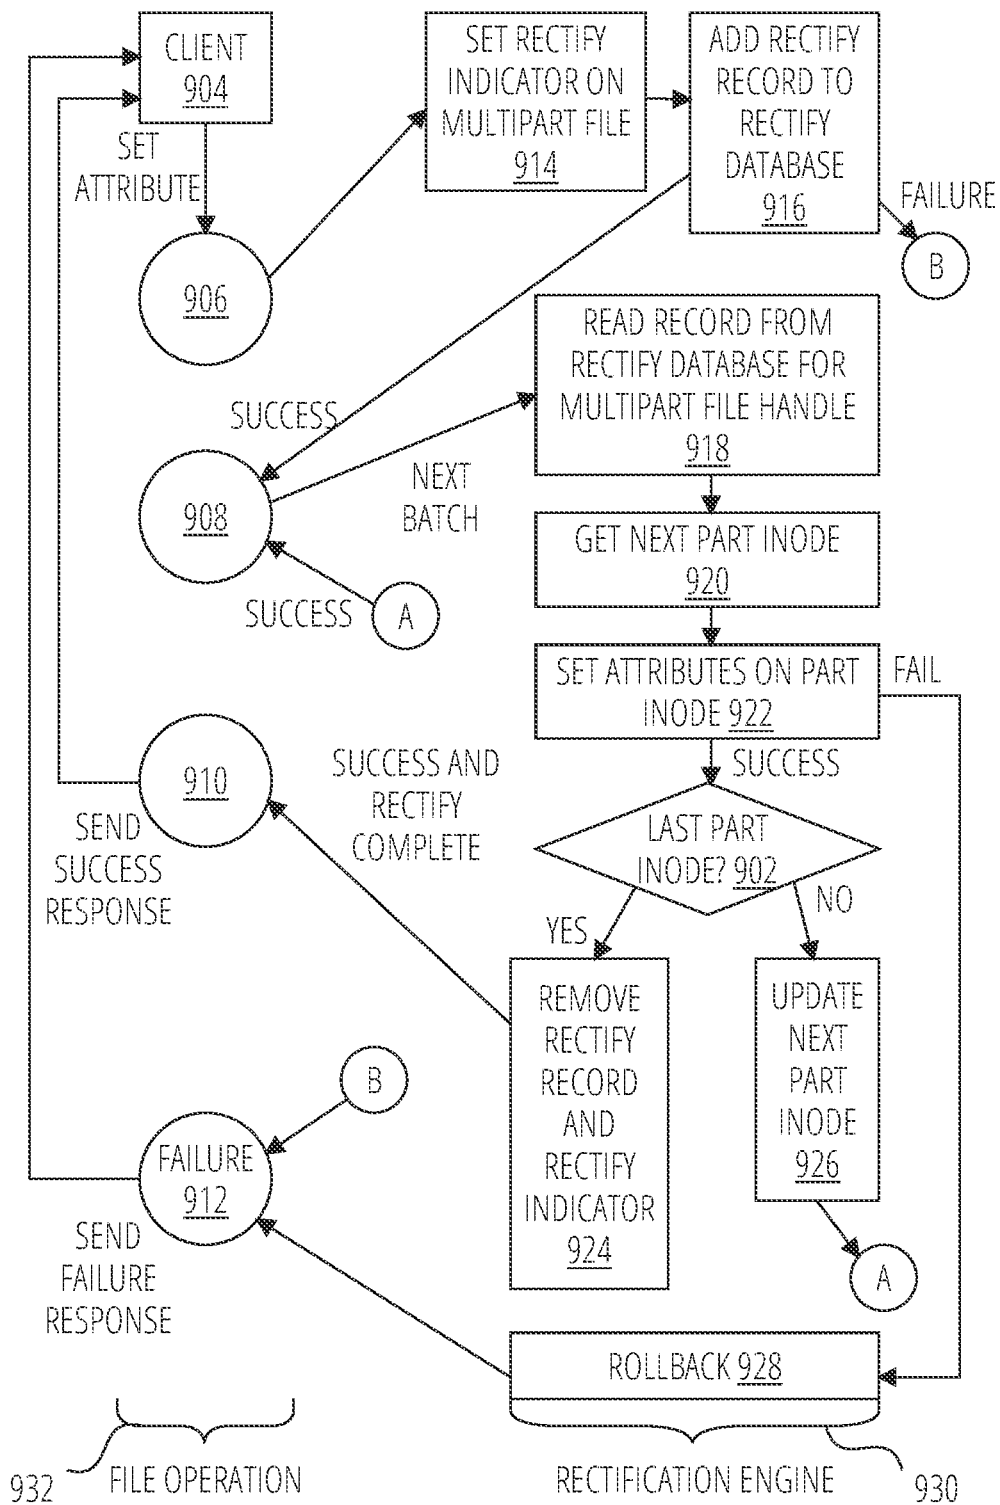 CLIENT
904
SET
ATTRIBUTE
906
SET RECTIFY
INDICATOR ON
MULTIPART FILE
914
ADD RECTIFY
RECORD TO
RECTIFY
DATABASE
916
FAILURE
B
READ RECORD FROM
RECTIFY DATABASE FOR
MULTIPART FILE HANDLE
918
SUCCESS
908
NEXT
BATCH
GET NEXT PART INODE
920
SUCCESS
A
SET ATTRIBUTES ON PART
INODE 922
FAIL
SUCCESS
910
SUCCESS AND
RECTIFY
COMPLETE
LAST PART
INODE? 902
SEND
SUCCESS
RESPONSE
YES
NO
REMOVE
RECTIFY
RECORD
AND
RECTIFY
INDICATOR
924
UPDATE
NEXT
PART
INODE
926
B
FAILURE
912
SEND
FAILURE
RESPONSE
A
ROLLBACK 928
932
FILE OPERATION
RECTIFICATION ENGINE
930